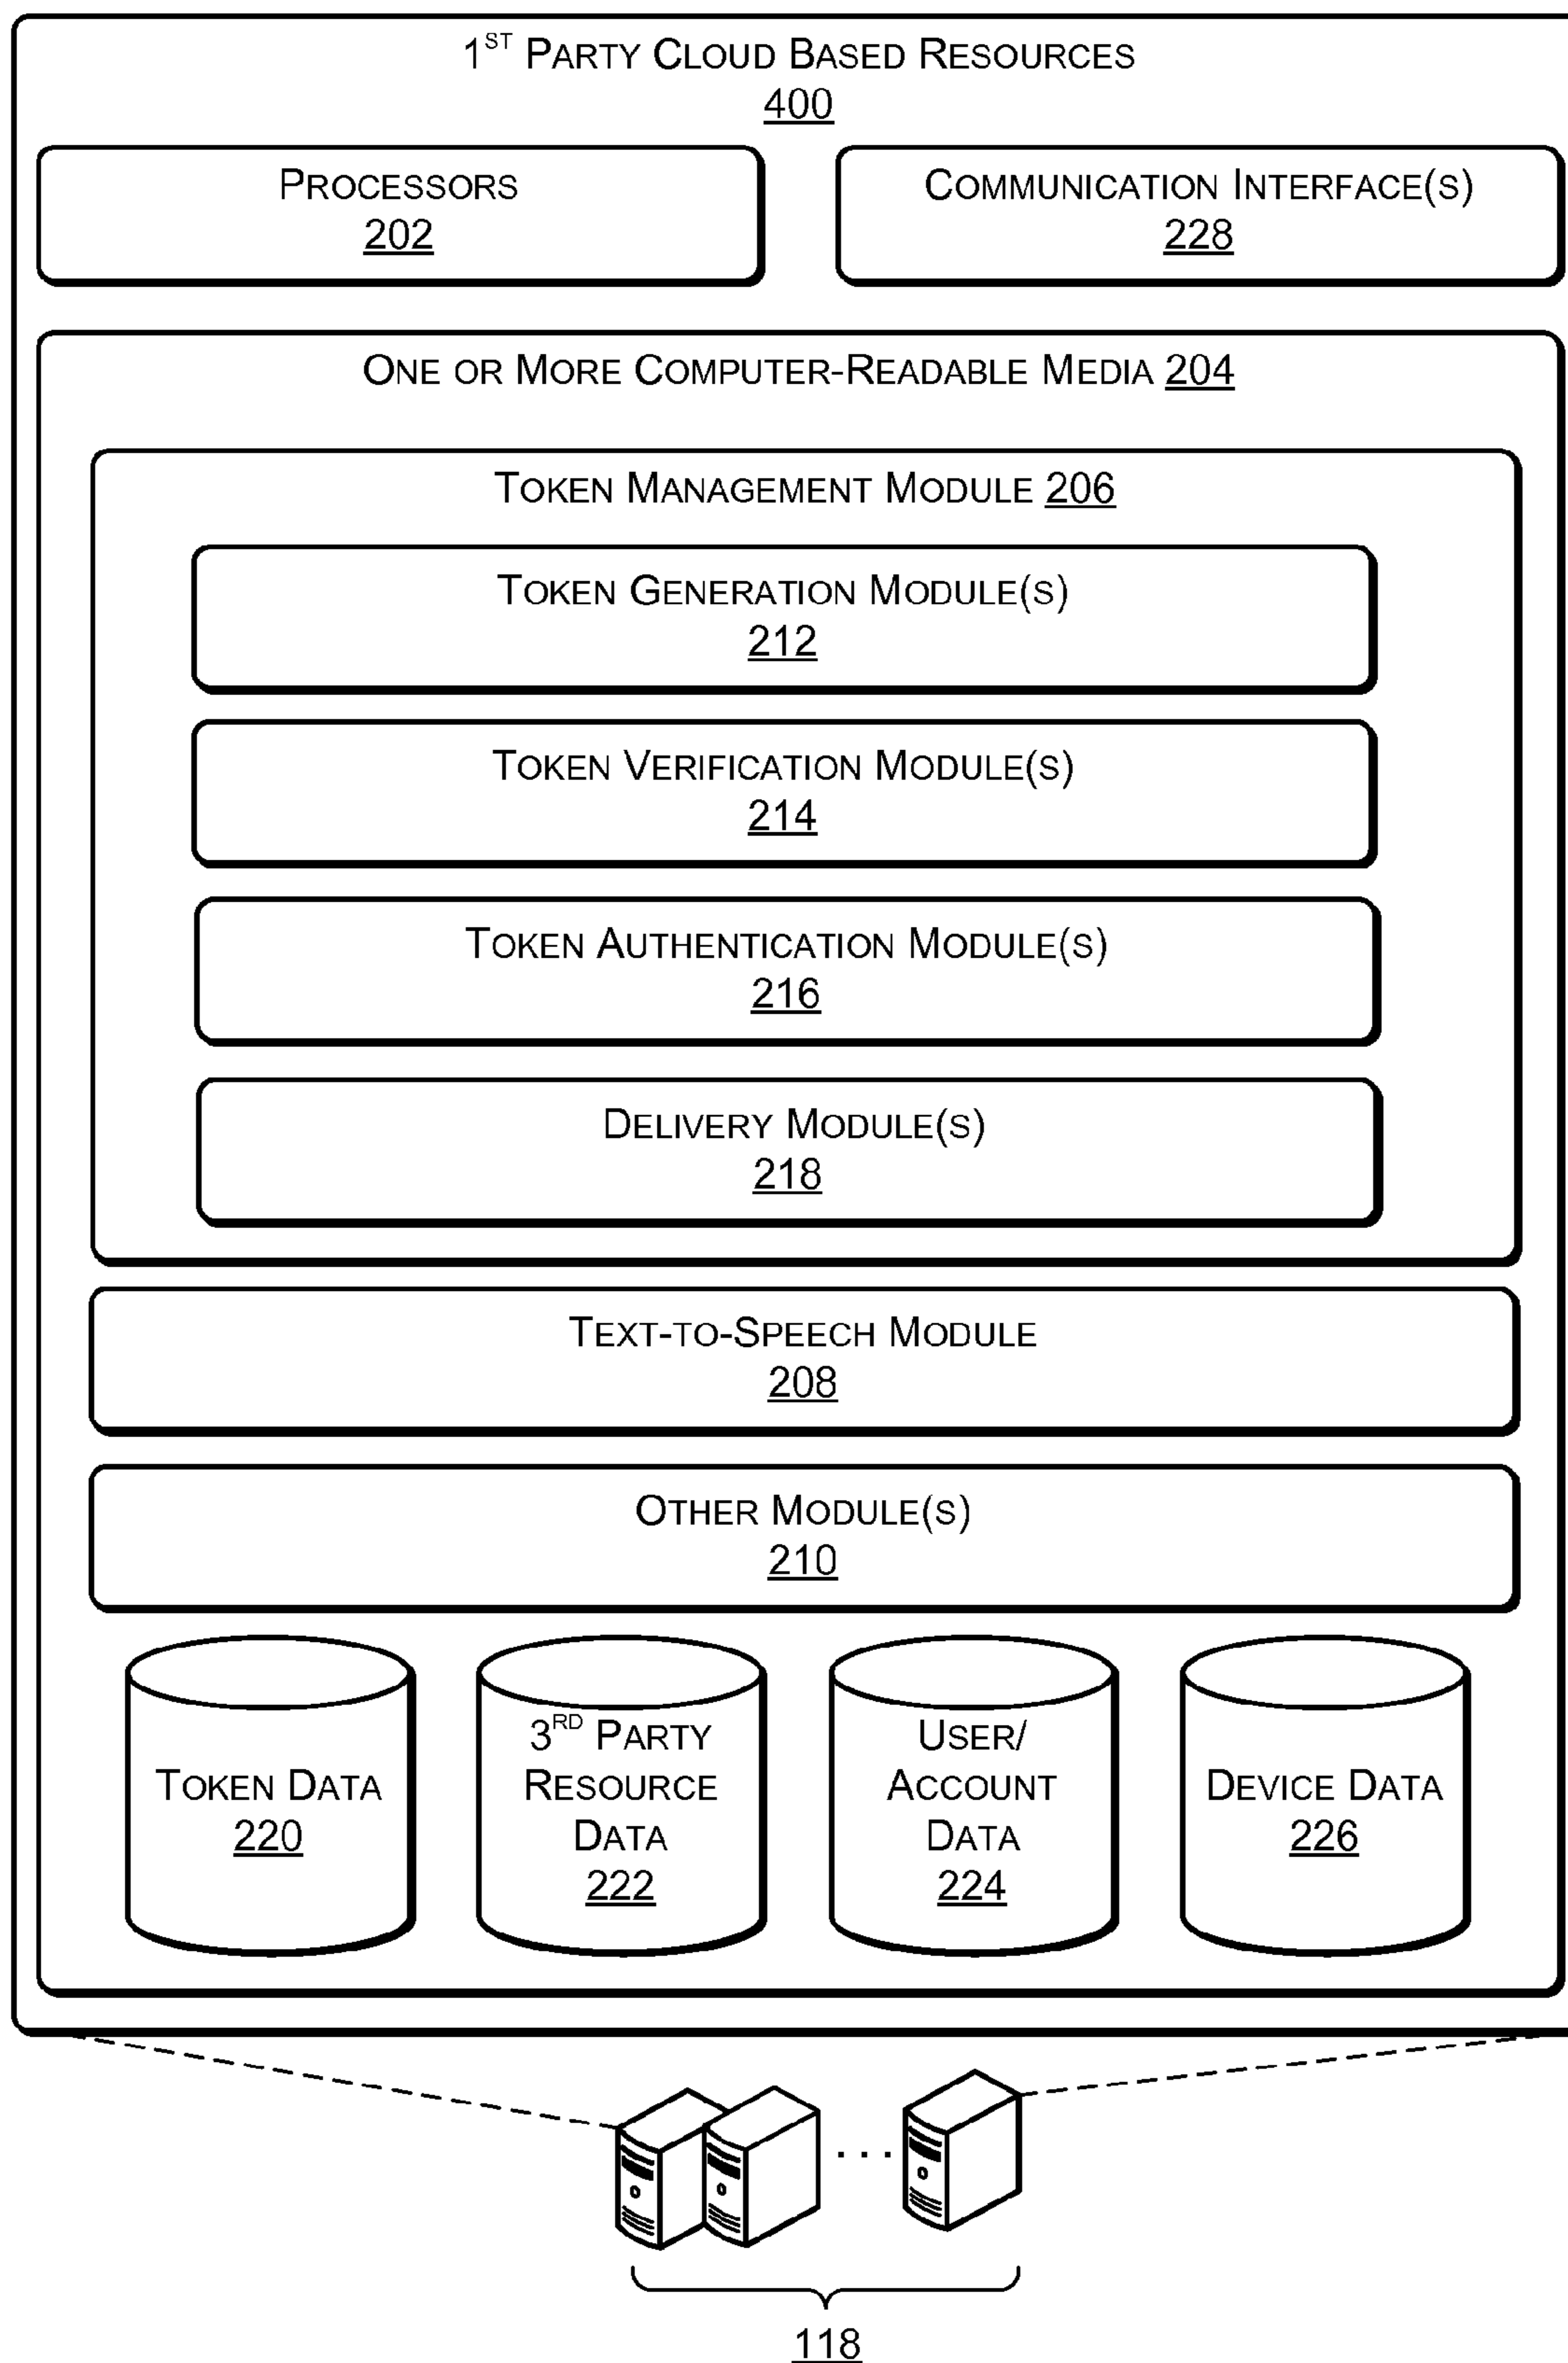 1ST PARTY CLOUD BASED RESOURCES
400
PROCESSORS
202
COMMUNICATION INTERFACE(S)
228
ONE OR MORE COMPUTER-READABLE MEDIA 204
TOKEN MANAGEMENT MODULE 206
TOKEN GENERATION MODULE(S)
212
TOKEN VERIFICATION MODULE(S)
214
TOKEN AUTHENTICATION MODULE(S)
216
DELIVERY MODULE(S)
218
TEXT-TO-SPEECH MODULE
208
OTHER MODULE(S)
210
TOKEN DATA
220
3RD PARTY
RESOURCE
DATA
222
USER/
ACCOUNT
DATA
224
DEVICE DATA
226
118